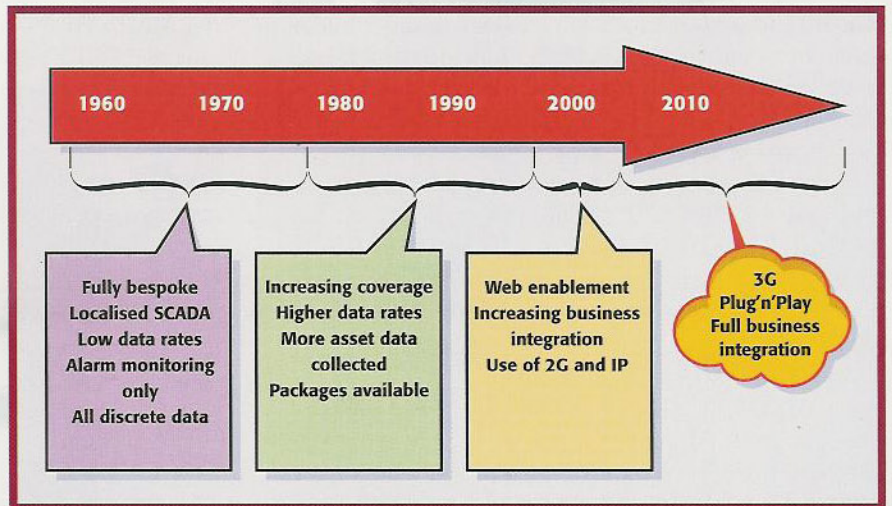 1960 1970 1980 1990 2000 2010
Fully bespoke
Localised SCADA
Low data rates
Alarm monitoring
only
All discrete data
Increasing coverage
Higher data rates
More asset data
collected
Packages available
Web enablement
Increasing business
integration
Use of 2G and IP
3G
Plug'n'Play
Full business
integration